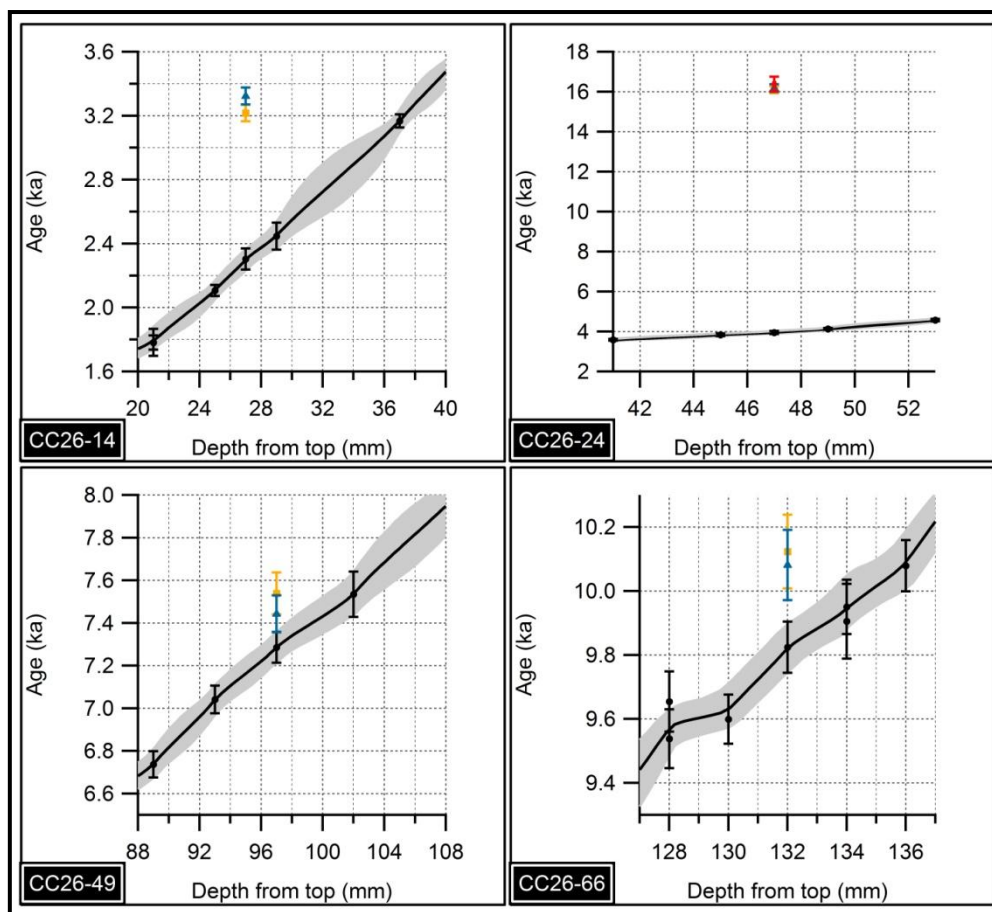 3.6
3.2
2.8
2.4
2.0
1.6
Age (ka)
20 24 28 32 36 40
Depth from top (mm)
CC26-14
18
16
14
12
10
8
6
4
2
Age (ka)
42 44 46 48 50 52
Depth from top (mm)
CC26-24
8.0
7.8
7.6
7.4
7.2
7.0
6.8
6.6
Age (ka)
88 92 96 100 104 108
Depth from top (mm)
CC26-49
10.2
10.0
9.8
9.6
9.4
Age (ka)
128 130 132 134 136
Depth from top (mm)
CC26-66